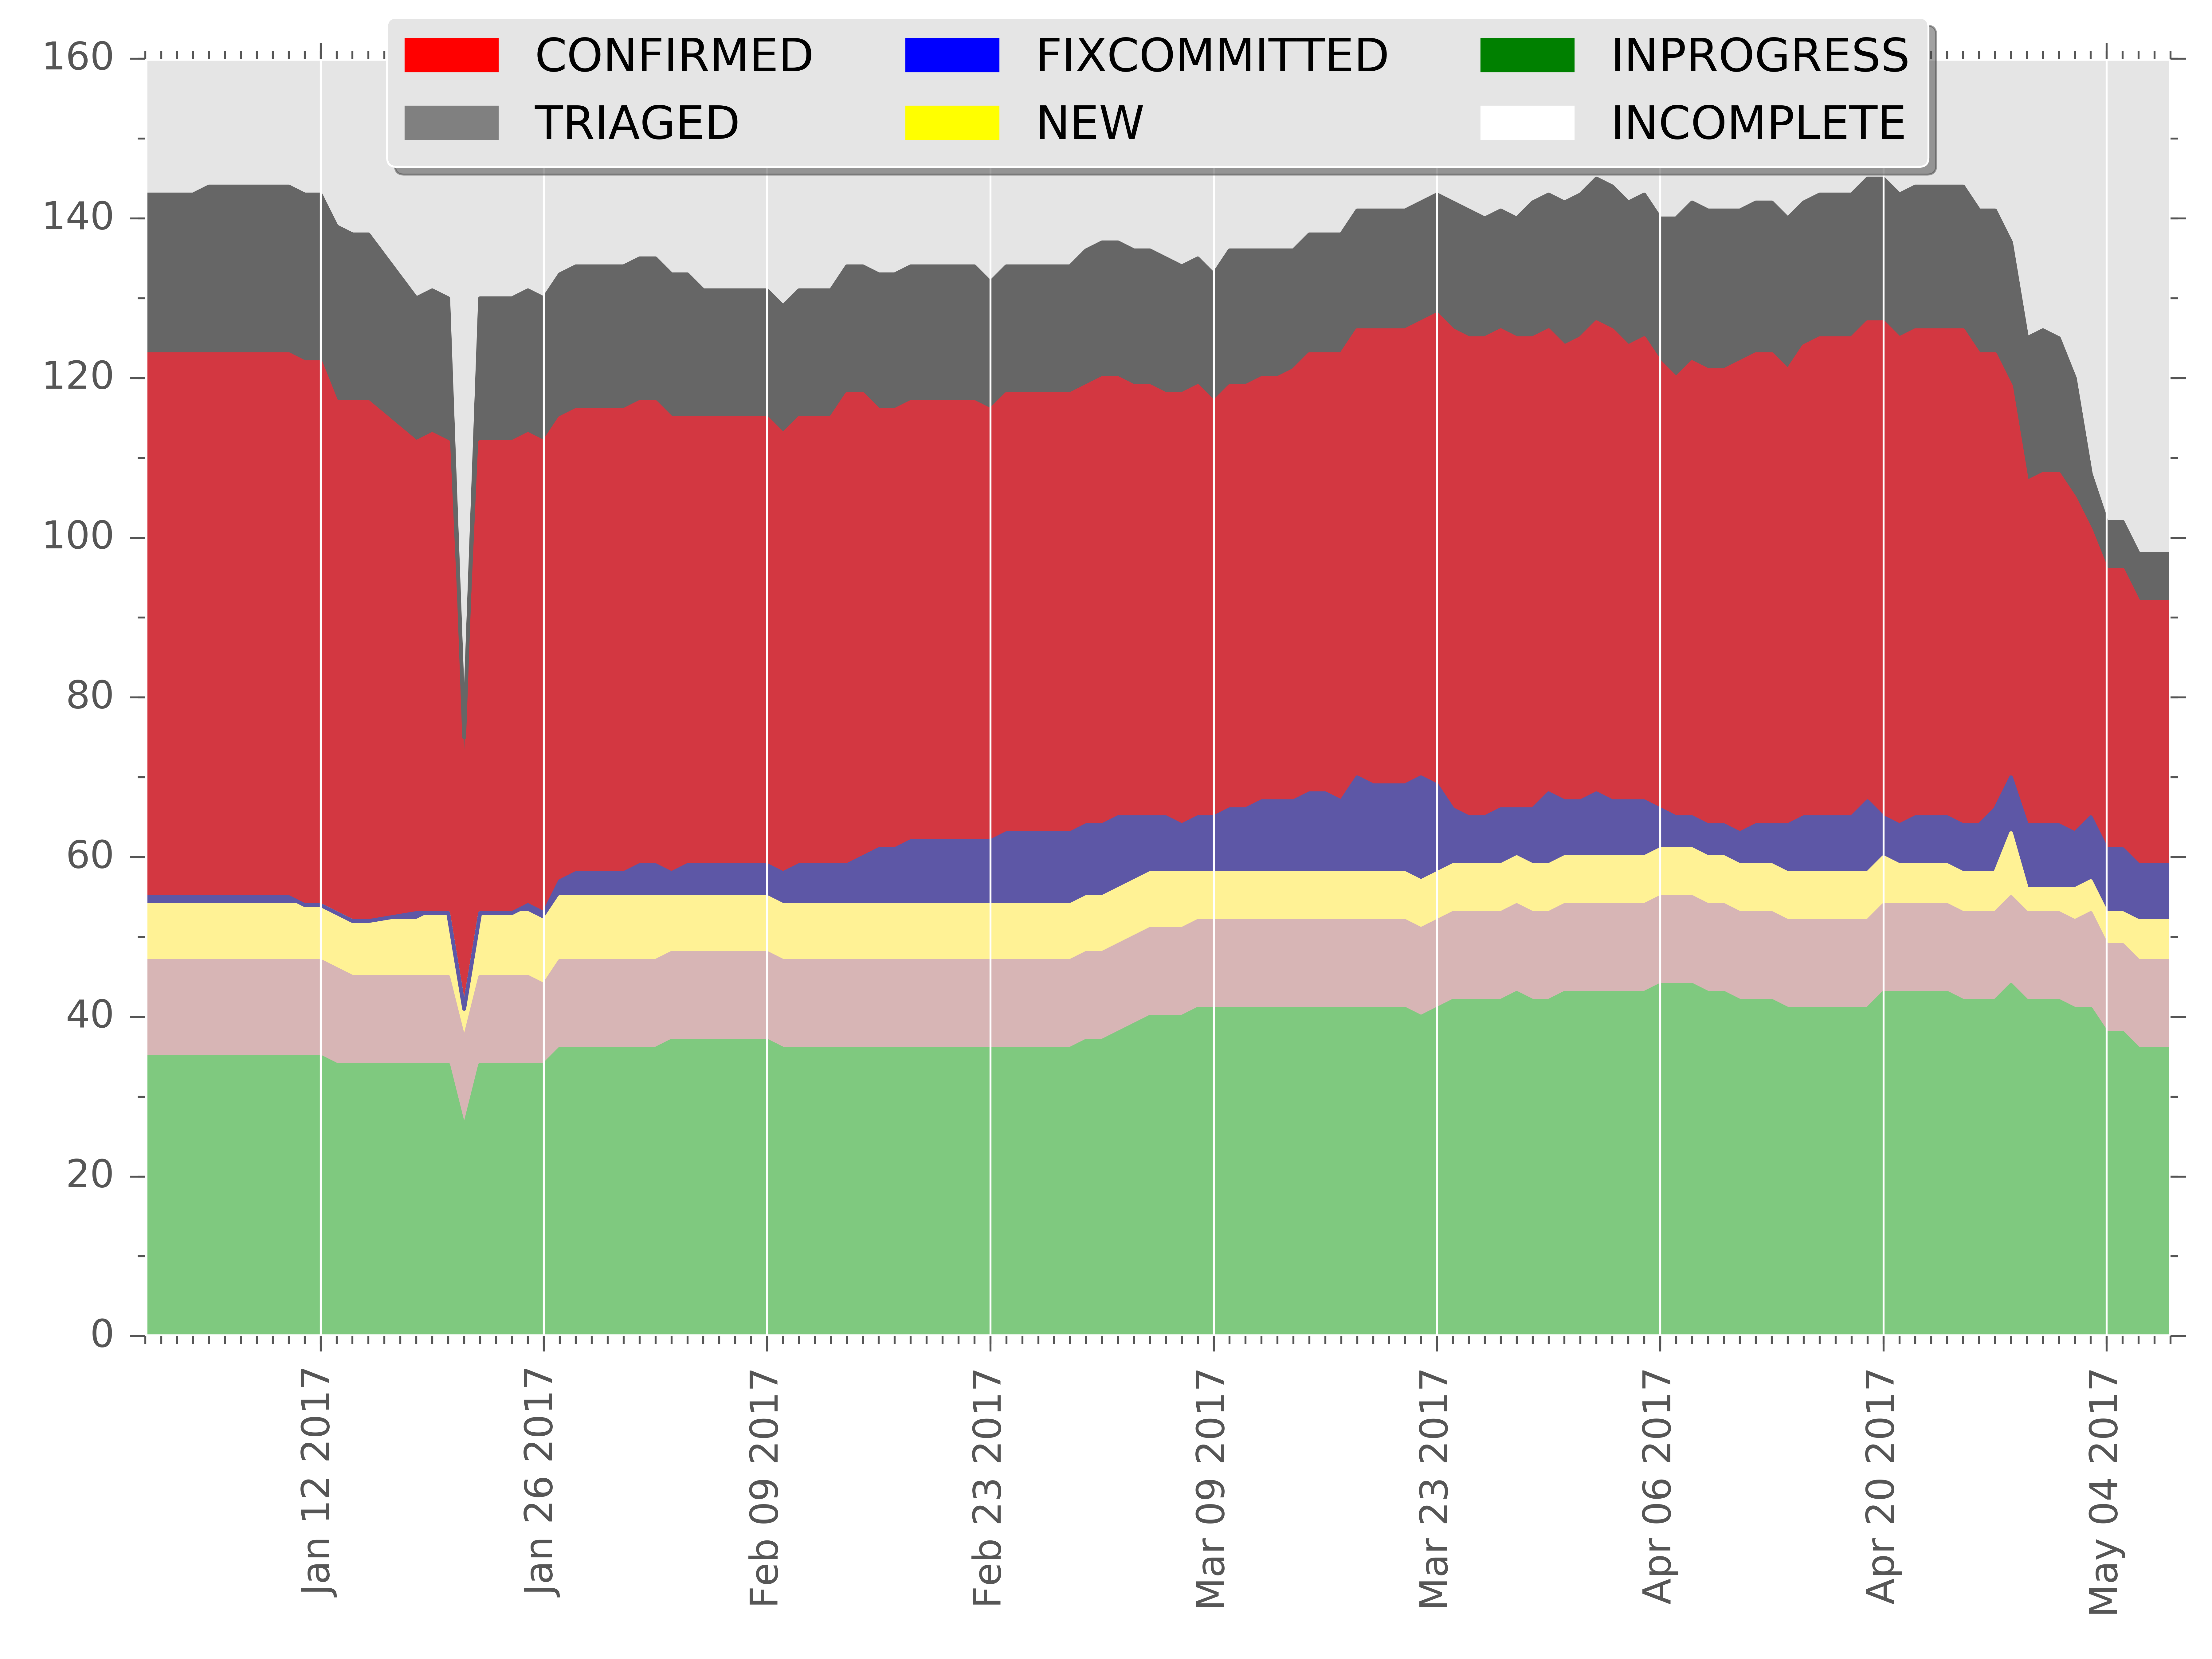 CONFIRMED FIXCOMMITTED INPROGRESS
TRIAGED NEW INCOMPLETE
160
140
120
100
80
60
40
20
0
Jan 12 2017
Jan 26 2017
Feb 09 2017
Feb 23 2017
Mar 09 2017
Mar 23 2017
Apr 06 2017
Apr 20 2017
May 04 2017